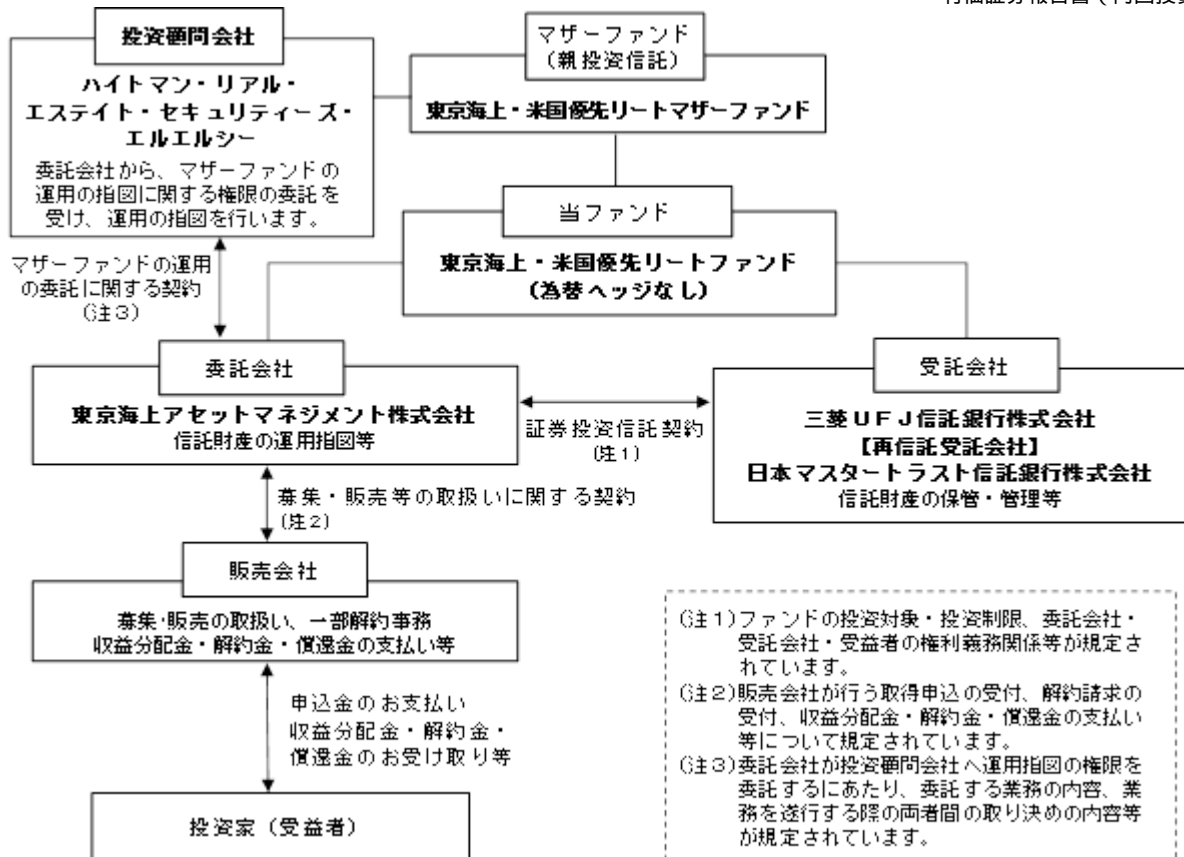 投資顧問会社
ハイトマン・リアル・
エステイト・セキュリティーズ・
エルエルシー
委託会社から、マザーファンドの
運用の指図に関する権限の委託を
受け、運用の指図を行います。
マザーファンド
(親投資信託)
東京海上・米国優先リートマザーファンド
当ファンド
東京海上・米国優先リートファンド
(為替ヘッジなし)
マザーファンドの運用
の委託に関する契約
(注3)
委託会社
東京海上アセットマネジメント株式会社
信託財産の運用指図等
証券投資信託契約
(注1)
受託会社
三菱UFJ信託銀行株式会社
【再信託受託会社】
日本マスタートラスト信託銀行株式会社
信託財産の保管・管理等
募集・販売等の取扱いに関する契約
(注2)
販売会社
募集・販売の取扱い、一部解約事務
収益分配金・解約金・償還金の支払い等
申込金のお支払い
収益分配金・解約金・
償還金のお受け取り等
投資家(受益者)
(注1)ファンドの投資対象・投資制限、委託会社・
受託会社・受益者の権利義務関係等が規定さ
れています。
(注2)販売会社が行う取得申込の受付、解約請求の
受付、収益分配金・解約金・償還金の支払い
等について規定されています。
(注3)委託会社が投資顧問会社へ運用指図の権限を
委託するにあたり、委託する業務の内容、業
務を遂行する際の両者間の取り決めの内容等
が規定されています。